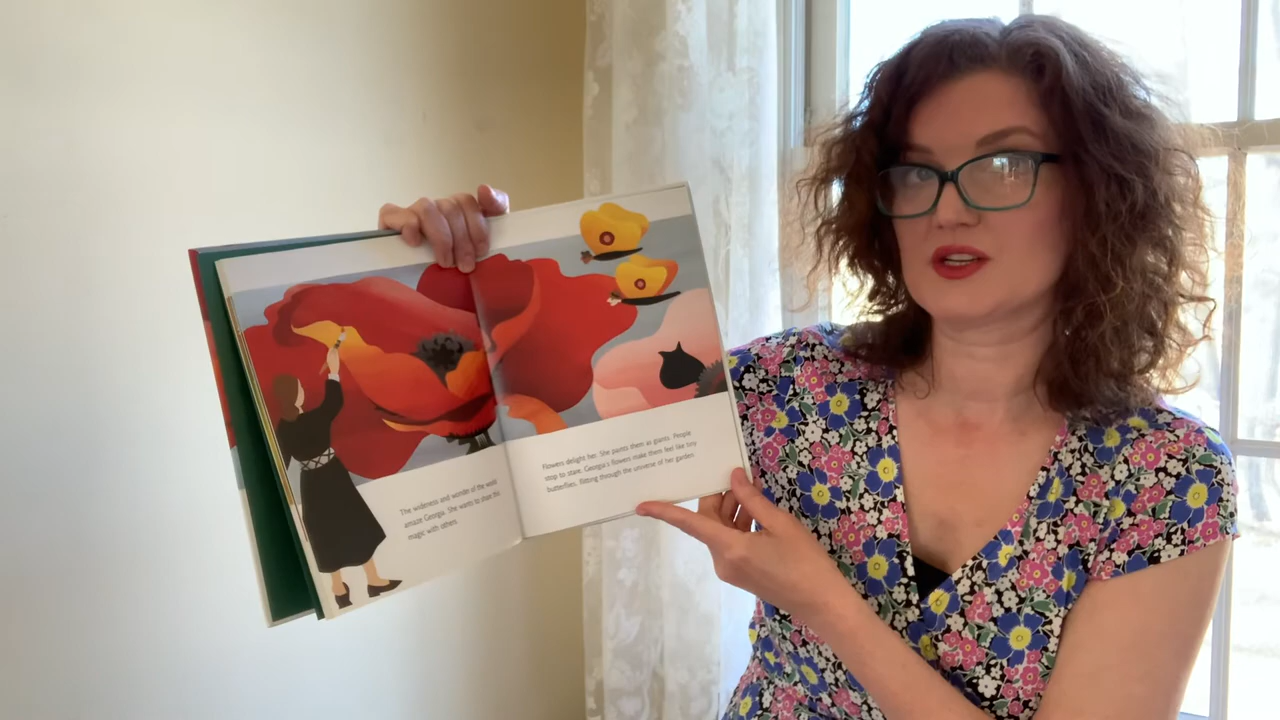 The wideness and wonder of the world
amaze Georgia. She wants to share this
magic with others.
Flowers delight her. She paints them as giants. People
stop to stare. Georgia's flowers make them feel like tiny
butterflies, flitting through the universe of her garden.